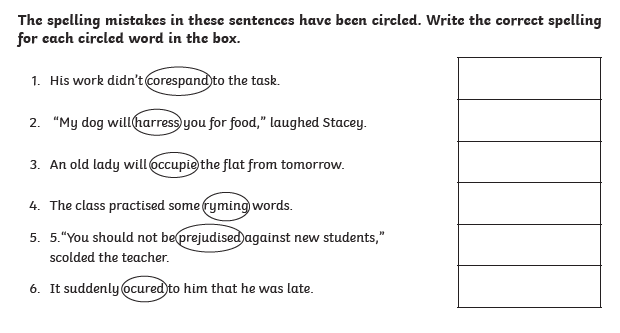 The spelling mistakes in these sentences have been circled. Write the correct spelling
for each circled word in the box.
1. His work didn't corespand to the task.
2. "My dog will harress you for food," laughed Stacey.
3. An old lady will occupie the flat from tomorrow.
4. The class practised some ryming words.
5. 5."You should not be prejudised against new students,"
scolded the teacher.
6. It suddenly ocured to him that he was late.